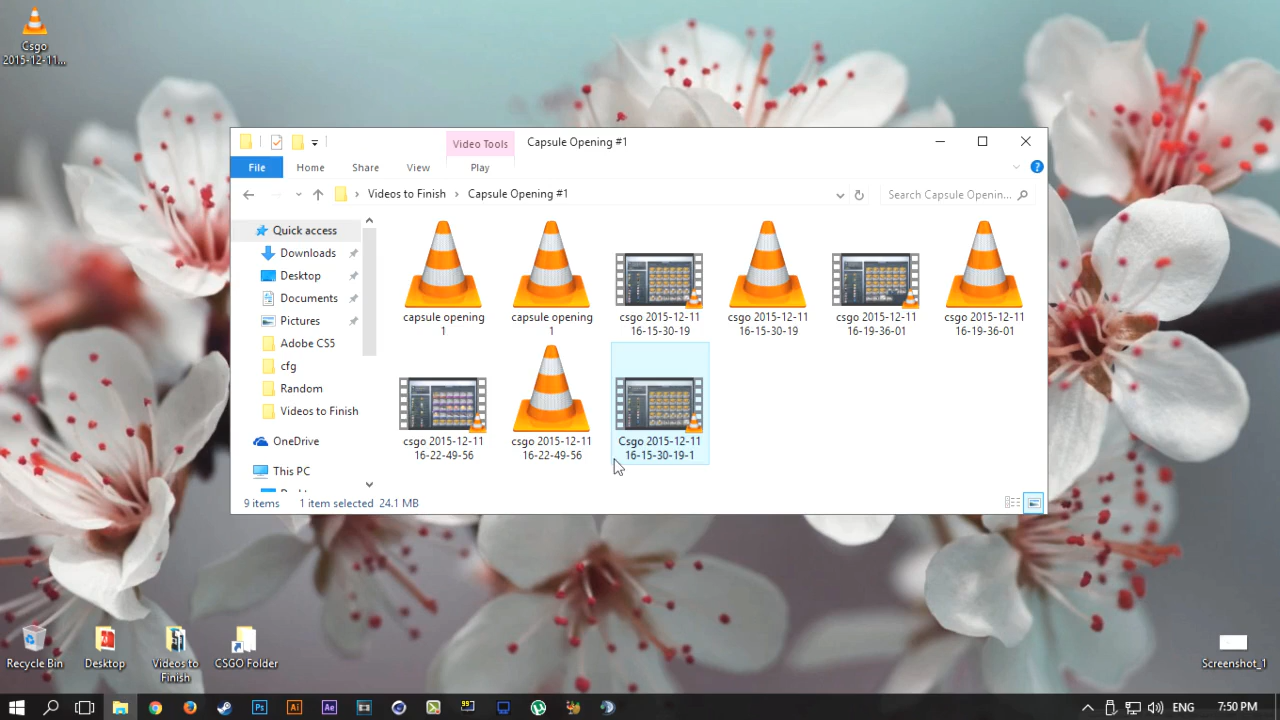 Csgo
2015-12-11...
Video Tools
Capsule Opening #1
File
Home
Share
View
Play
Videos to Finish
Capsule Opening #1
Search Capsule Openin...
Quick access
Downloads
Desktop
Documents
Pictures
Adobe CS5
cfg
Random
Videos to Finish
OneDrive
This PC
capsule opening
1
capsule opening
1
csgo 2015-12-11
16-15-30-19
csgo 2015-12-11
16-15-30-19
csgo 2015-12-11
16-19-36-01
csgo 2015-12-11
16-19-36-01
csgo 2015-12-11
16-22-49-56
csgo 2015-12-11
16-22-49-56
Csgo 2015-12-11
16-15-30-19-1
9 items
1 item selected 24.1 MB
Recycle Bin
Desktop
Videos to
Finish
CSGO Folder
Screenshot_1
Ps
Ai
Ae
99
ENG
7:50 PM